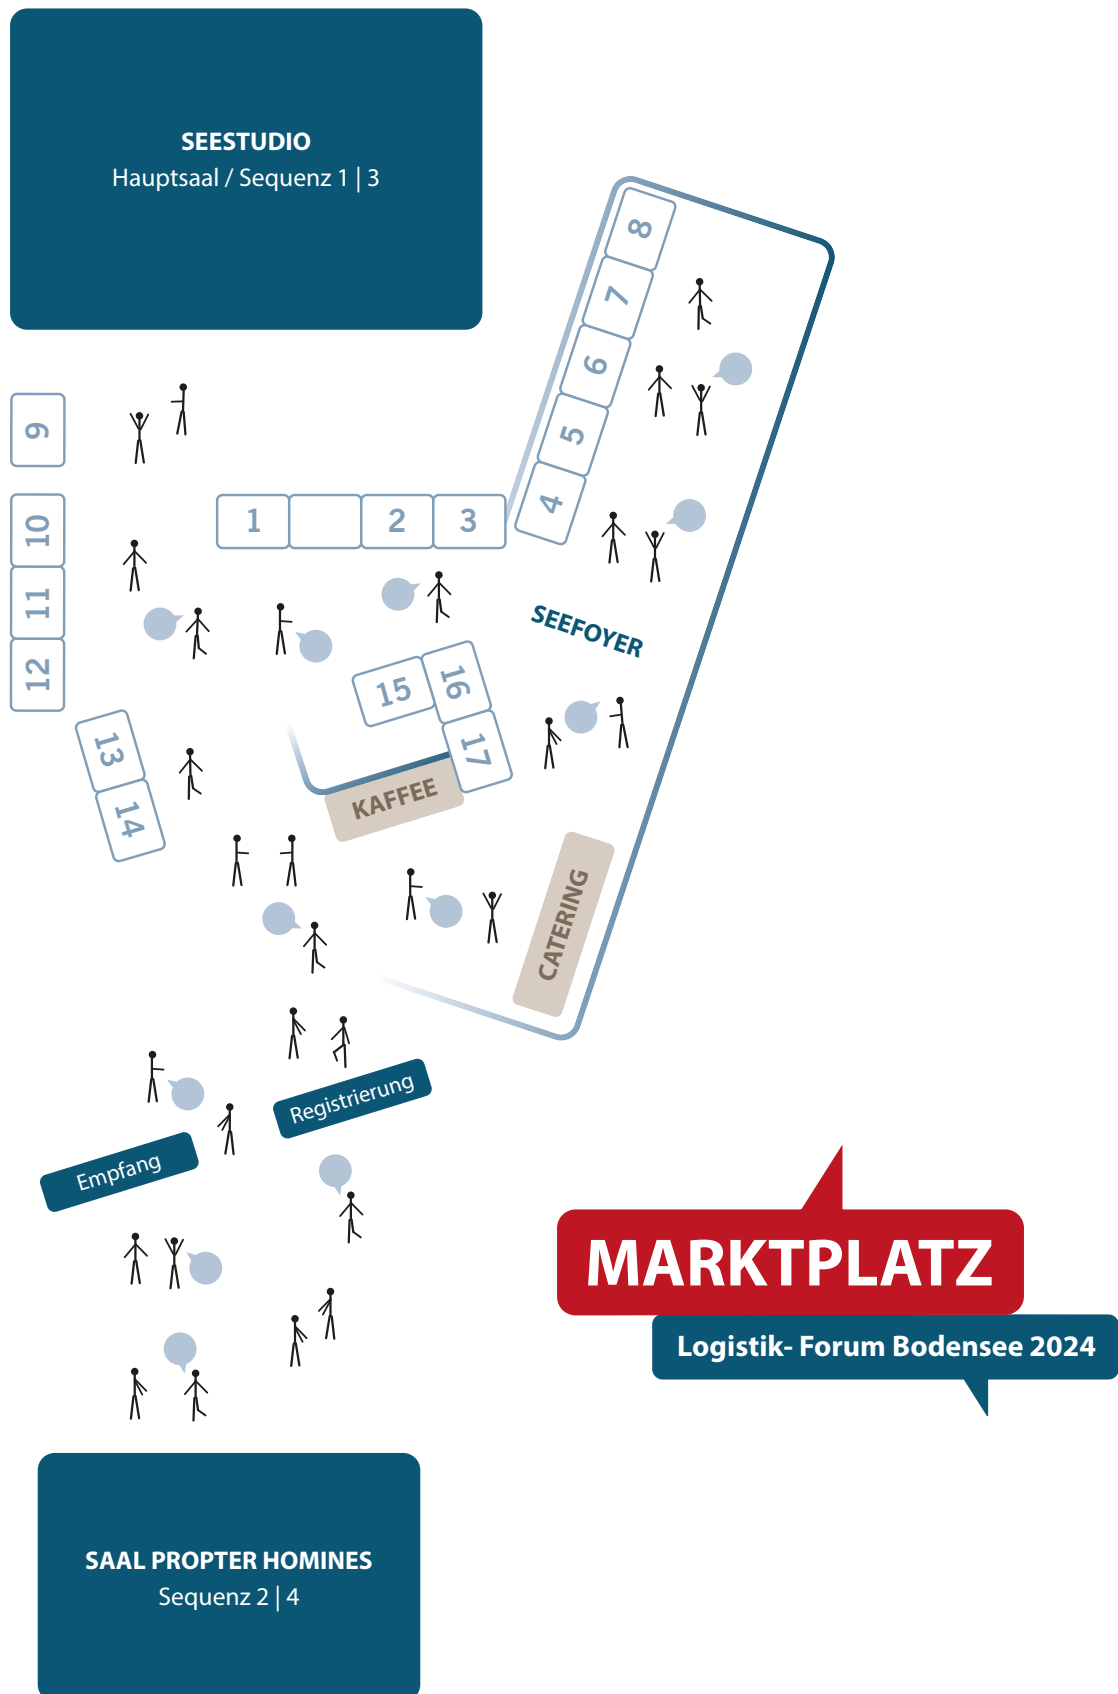 SEESTUDIO
Hauptsaal / Sequenz 1 | 3
8
7
6
5
4
9
10
11
12
1
2
3
SEEFOYER
13
14
15
16
17
KAFFEE
CATERING
Registrierung
Empfang
MARKTPLATZ
Logistik- Forum Bodensee 2024
SAAL PROPTER HOMINES
Sequenz 2 | 4